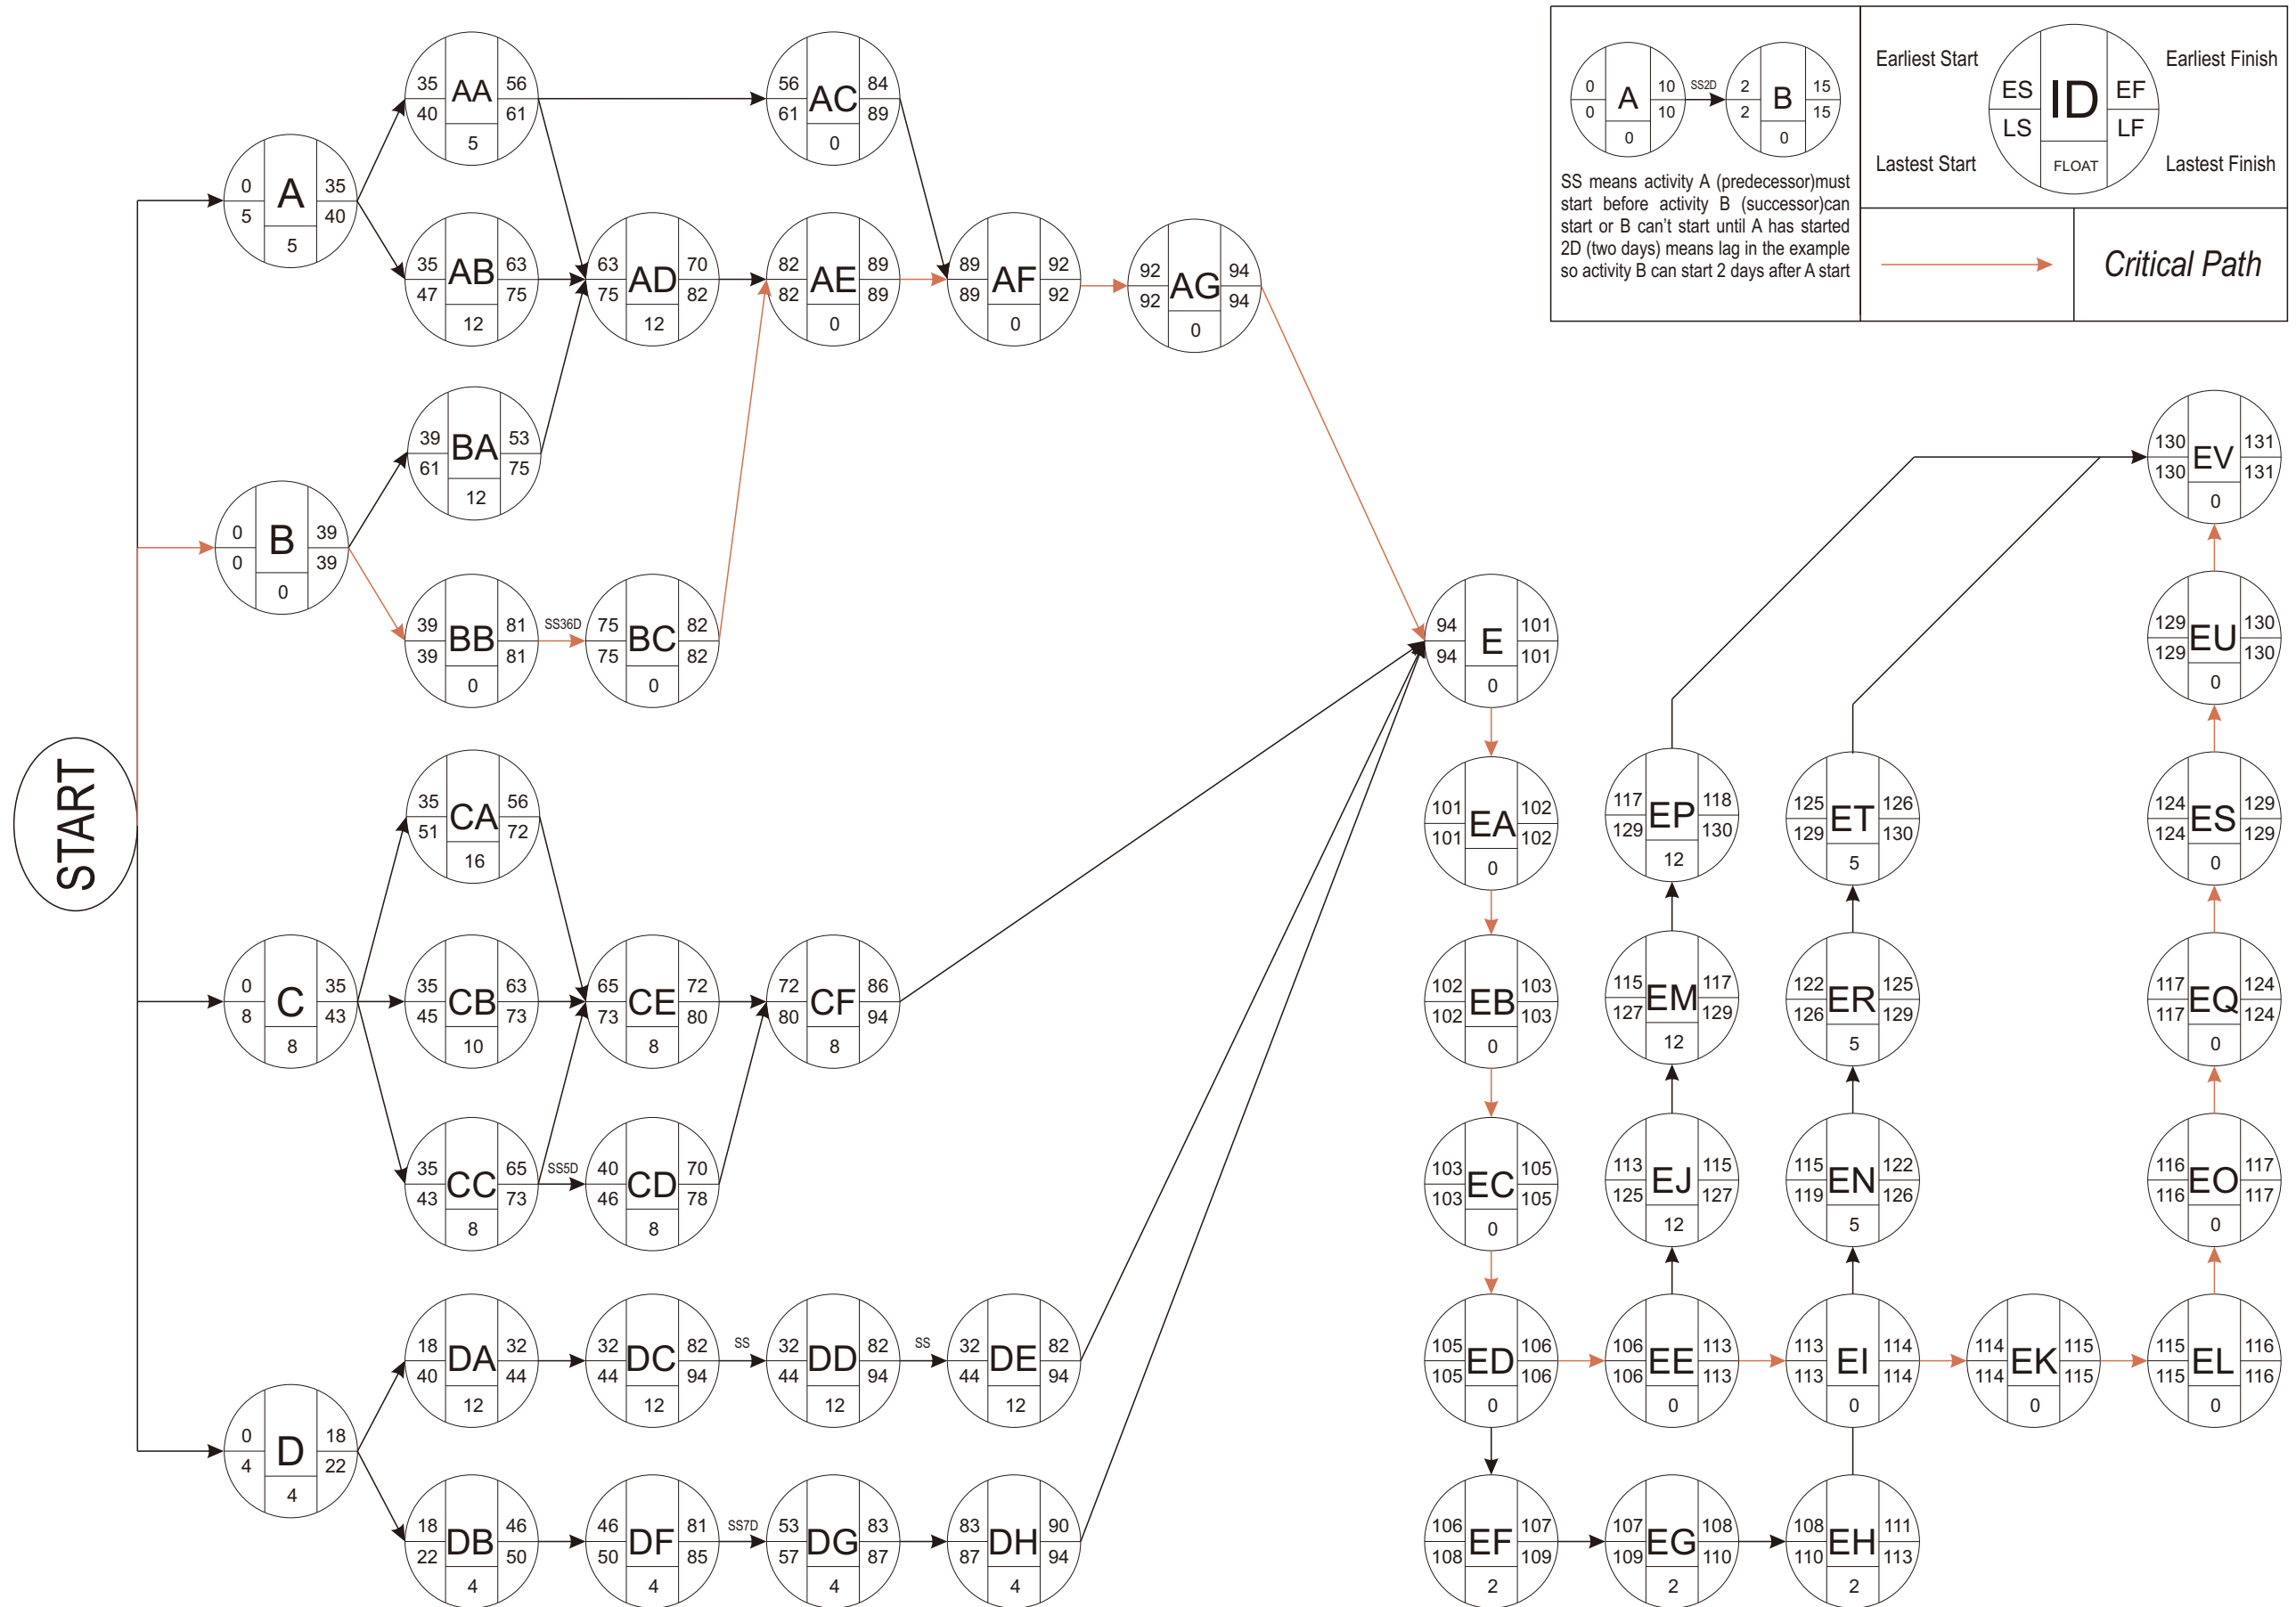 START
0 A 35
5 40
5
35 AA 56
40 61
5
56 AC 84
61 89
0
35 AB 63
47 75
12
63 AD 70
75 82
12
82 AE 89
82 89
0
89 AF 92
89 92
0
92 AG 94
92 94
0
0 B 39
0 39
0
39 BA 53
61 75
12
39 BB 81
39 81
0
SS36D
75 BC 82
75 82
0
0 C 35
8 43
8
35 CA 56
51 72
16
35 CB 63
45 73
10
65 CE 72
73 80
8
72 CF 86
80 94
8
35 CC 65
43 73
8
SS5D
40 CD 70
46 78
8
0 D 18
4 22
4
18 DA 32
40 44
12
32 DC 82
44 94
12
SS
32 DD 82
44 94
12
SS
32 DE 82
44 94
12
18 DB 46
22 50
4
46 DF 81
50 85
4
SS7D
53 DG 83
57 87
4
83 DH 90
87 94
4
94 E 101
94 101
0
101 EA 102
101 102
0
102 EB 103
102 103
0
103 EC 105
103 105
0
105 ED 106
105 106
0
106 EF 107
108 109
2
107 EG 108
109 110
2
108 EH 111
110 113
2
106 EE 113
106 113
0
113 EJ 115
125 127
12
115 EM 117
127 129
12
117 EP 118
129 130
12
113 EI 114
113 114
0
115 EN 122
119 126
5
122 ER 125
126 129
5
125 ET 126
129 130
5
114 EK 115
114 115
0
115 EL 116
115 116
0
116 EO 117
116 117
0
117 EQ 124
117 124
0
124 ES 129
124 129
0
129 EU 130
129 130
0
130 EV 131
130 131
0
0 A 10
0 10
0
SS2D
2 B 15
2 15
0
SS means activity A (predecessor)must
start before activity B (successor)can
start or B can't start until A has started
2D (two days) means lag in the example
so activity B can start 2 days after A start
Earliest Start
Earliest Finish
ES ID EF
LS LF
FLOAT
Lastest Start
Lastest Finish
Critical Path